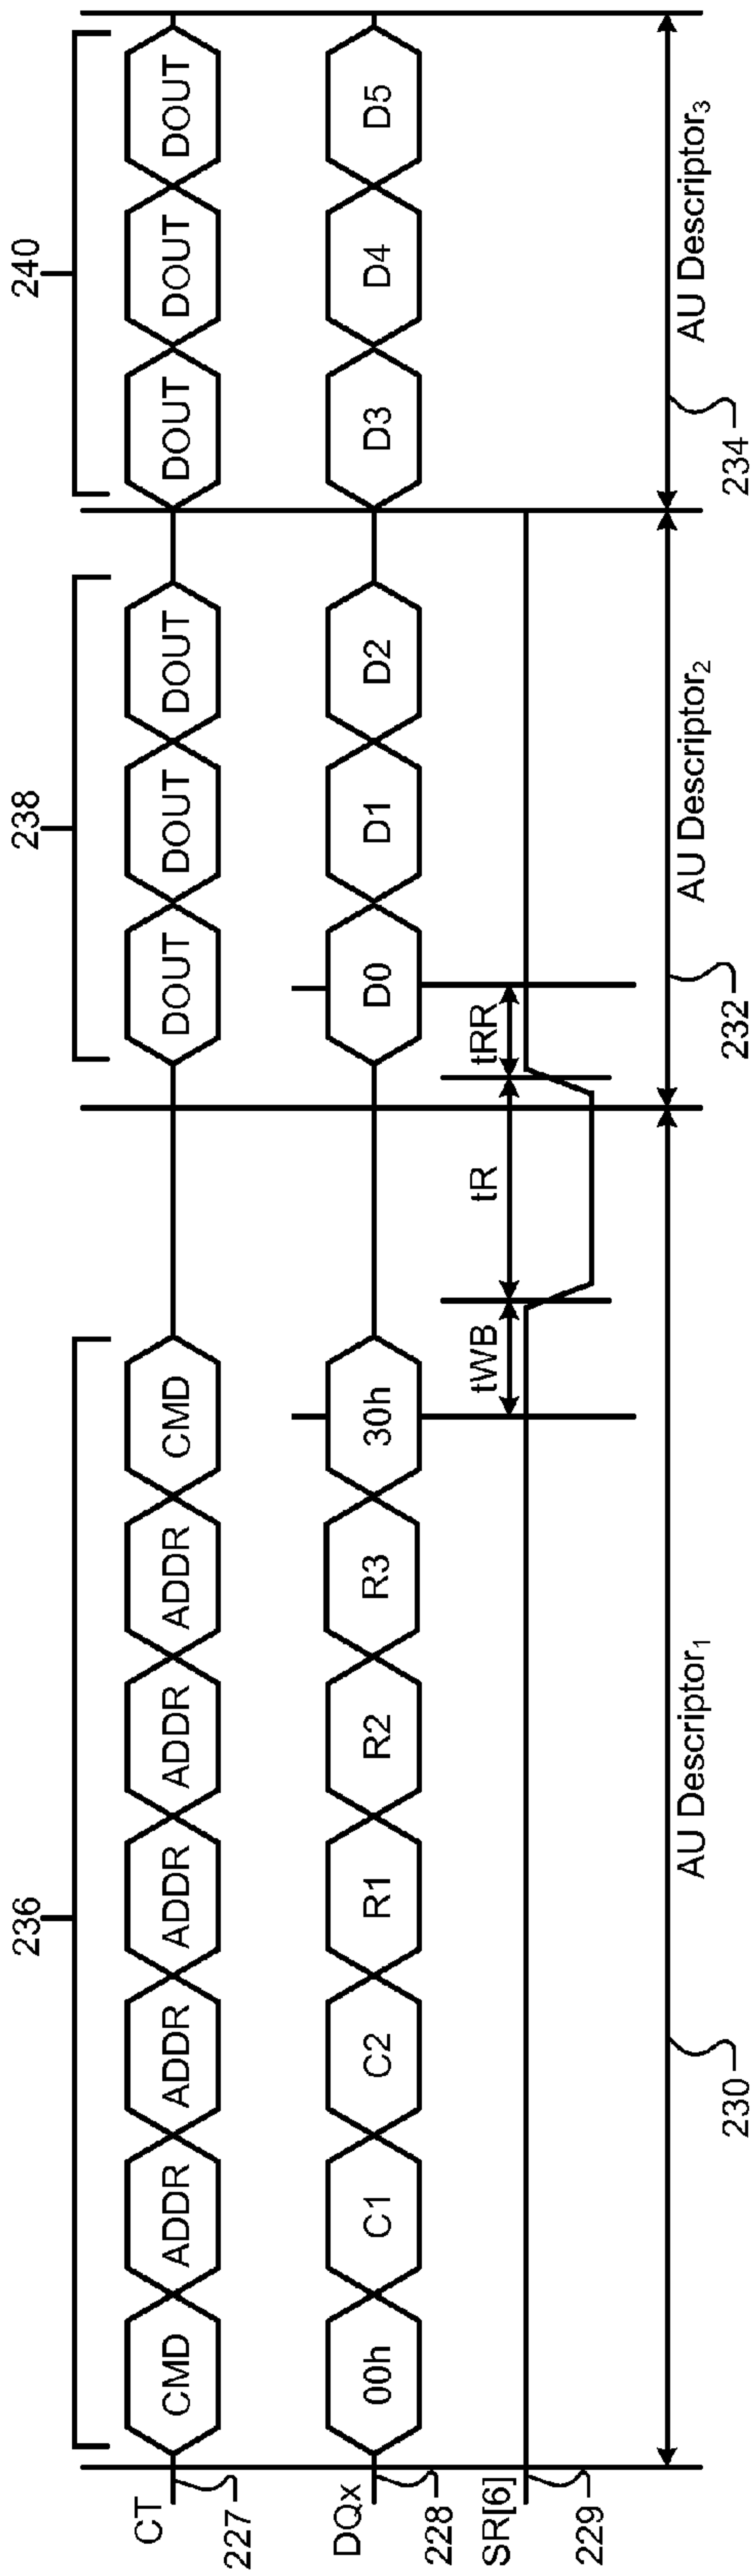 236
238
240
CT
227
CMD ADDR ADDR ADDR ADDR ADDR CMD DOUT DOUT DOUT DOUT DOUT DOUT
DQx
228
00h C1 C2 R1 R2 R3 30h D0 D1 D2 D3 D4 D5
SR[6]
229
tWB tR tRR
AU Descriptor₁ AU Descriptor₂ AU Descriptor₃
230
232
234